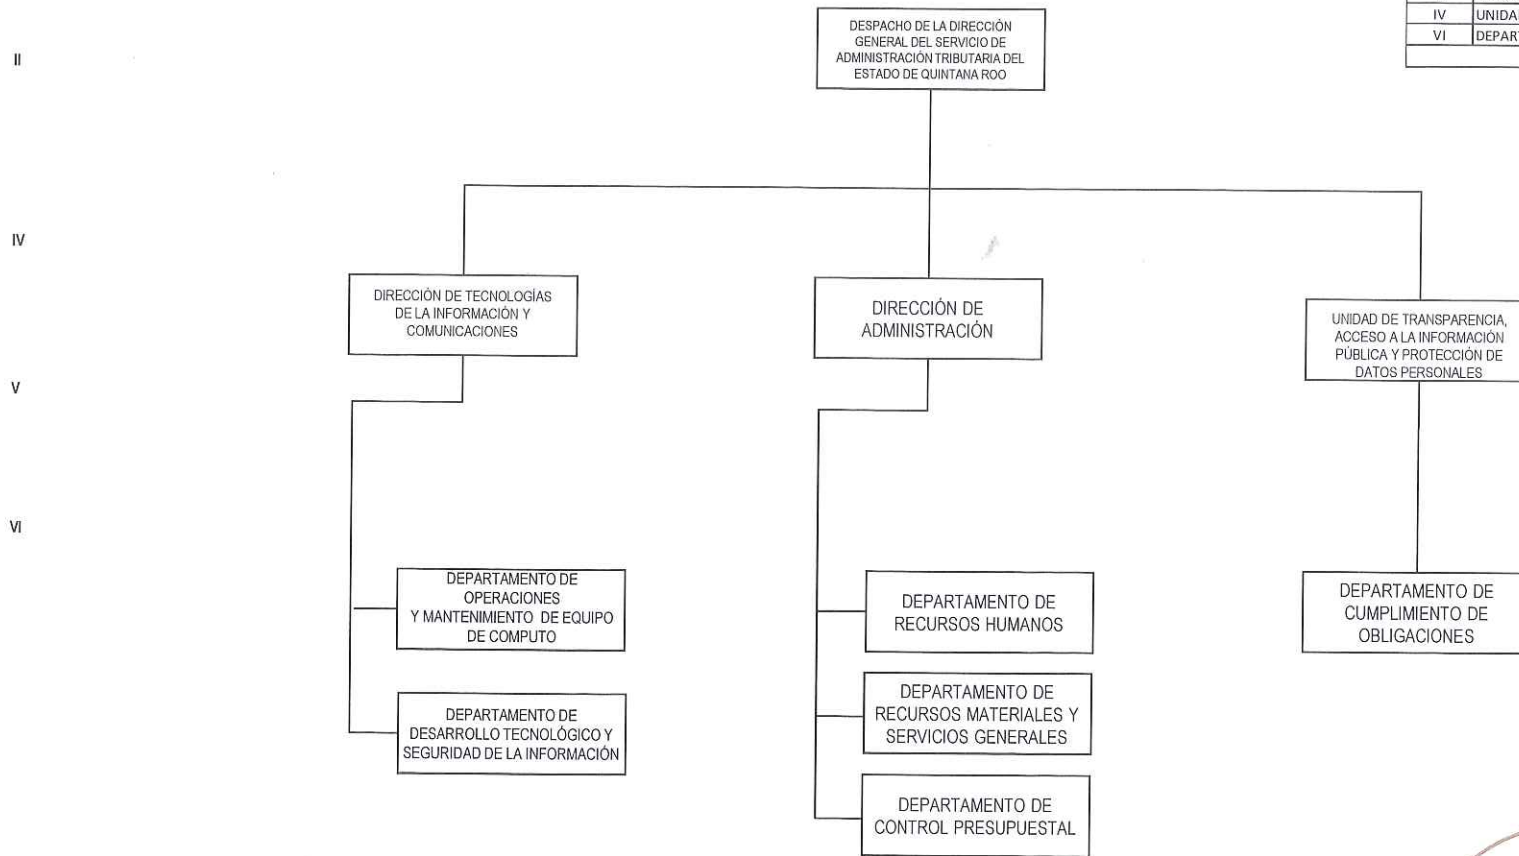 IV UNIDA
VI DEPART
II
DESPACHO DE LA DIRECCIÓN
GENERAL DEL SERVICIO DE
ADMINISTRACIÓN TRIBUTARIA DEL
ESTADO DE QUINTANA ROO
IV
DIRECCIÓN DE TECNOLOGÍAS
DE LA INFORMACIÓN Y
COMUNICACIONES
DIRECCIÓN DE
ADMINISTRACIÓN
UNIDAD DE TRANSPARENCIA,
ACCESO A LA INFORMACIÓN
PÚBLICA Y PROTECCIÓN DE
DATOS PERSONALES
V
VI
DEPARTAMENTO DE
OPERACIONES
Y MANTENIMIENTO DE EQUIPO
DE COMPUTO
DEPARTAMENTO DE
DESARROLLO TECNOLÓGICO Y
SEGURIDAD DE LA INFORMACIÓN
DEPARTAMENTO DE
RECURSOS HUMANOS
DEPARTAMENTO DE
RECURSOS MATERIALES Y
SERVICIOS GENERALES
DEPARTAMENTO DE
CONTROL PRESUPUESTAL
DEPARTAMENTO DE
CUMPLIMIENTO DE
OBLIGACIONES